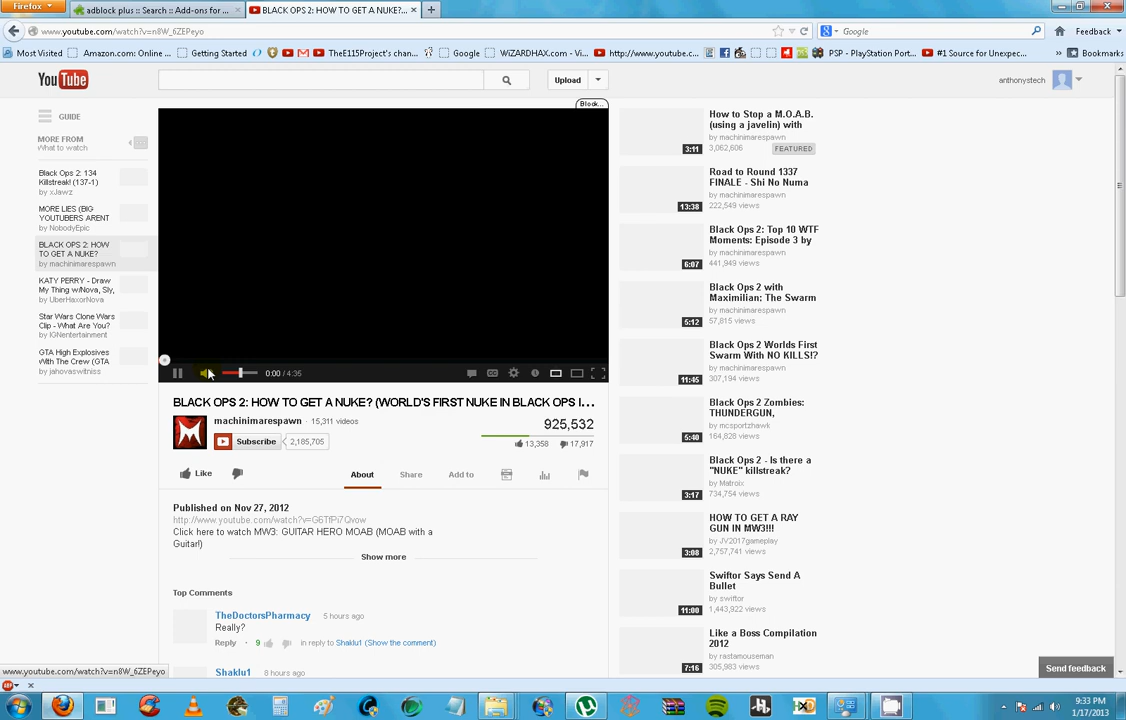 Firefox
adblock plus :: Search :: Add-ons for ...
BLACK OPS 2: HOW TO GET A NUKE?...
www.youtube.com/watch?v=n8W_6ZEPeyo
Google
Feedback
Most Visited
Amazon.com: Online ...
Getting Started
TheE115Project's chan...
Google
WiZARDHAX.com - Vi...
http://www.youtube.c...
PSP - PlayStation Port...
#1 Source for Unexpec...
Bookmarks
YouTube
Upload
anthonystech
GUIDE
MORE FROM
What to watch
Black Ops 2: 134
Killstreak! (137-1)
by xJawz
MORE LIES (BIG
YOUTUBERS ARENT
by NobodyEpic
BLACK OPS 2: HOW
TO GET A NUKE?
by machinimarespawn
KATY PERRY - Draw
My Thing w/Nova, Sly,
by UberHaxorNova
Star Wars Clone Wars
Clip - What Are You?
by IGNentertainment
GTA High Explosives
With The Crew (GTA
by jahovaswitniss
Block...
0:00 / 4:35
BLACK OPS 2: HOW TO GET A NUKE? (WORLD'S FIRST NUKE IN BLACK OPS I...
machinimarespawn · 15,311 videos
Subscribe 2,185,705
925,532
13,358 17,917
Like
About
Share
Add to
Published on Nov 27, 2012
http://www.youtube.com/watch?v=G6TfPi7Qvow
Click here to watch MW3: GUITAR HERO MOAB (MOAB with a
Guitar!)
Show more
Top Comments
TheDoctorsPharmacy 5 hours ago
Really?
Reply · 9 in reply to Shaklu1 (Show the comment)
Shaklu1 8 hours ago
How to Stop a M.O.A.B.
(using a javelin) with
by machinimarespawn
3,062,606
FEATURED
3:11
Road to Round 1337
FINALE - Shi No Numa
by machinimarespawn
222,549 views
13:38
Black Ops 2: Top 10 WTF
Moments: Episode 3 by
by machinimarespawn
441,949 views
6:07
Black Ops 2 with
Maximilian: The Swarm
by machinimarespawn
57,815 views
5:12
Black Ops 2 Worlds First
Swarm With NO KILLS!?
by machinimarespawn
307,194 views
11:45
Black Ops 2 Zombies:
THUNDERGUN,
by mcsportzhawk
164,828 views
5:40
Black Ops 2 - Is there a
"NUKE" killstreak?
by Matroix
734,754 views
3:17
HOW TO GET A RAY
GUN IN MW3!!!
by JV2017gameplay
2,757,741 views
3:08
Swiftor Says Send A
Bullet
by swiftor
1,443,922 views
11:00
Like a Boss Compilation
2012
by rastamouseman
305,983 views
7:16
Send feedback
www.youtube.com/watch?v=n8W_6ZEPeyo
ABP
9:33 PM
1/17/2013